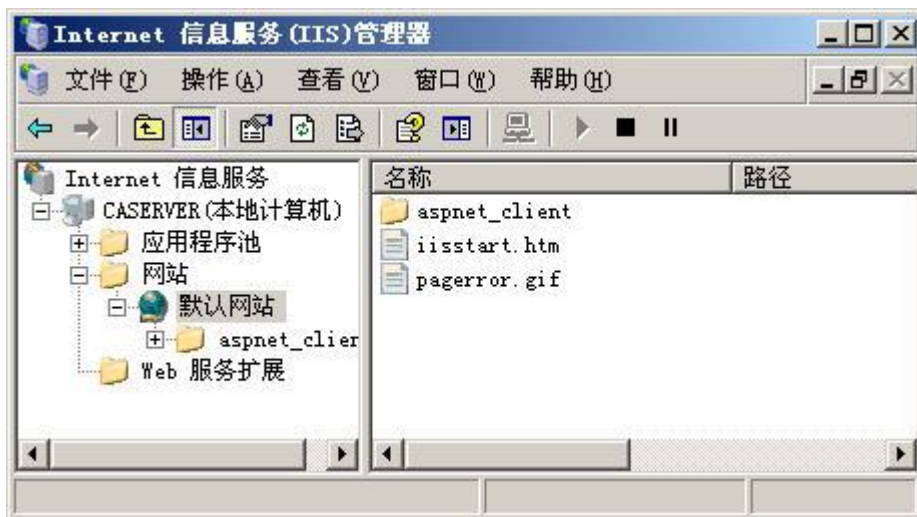 Internet 信息服务(IIS)管理器
文件(F) 操作(A) 查看(V) 窗口(W) 帮助(H)
Internet 信息服务
CASERVER(本地计算机)
应用程序池
网站
默认网站
aspnet_clien
Web 服务扩展
名称 路径
aspnet_client
iisstart.htm
pagerror.gif